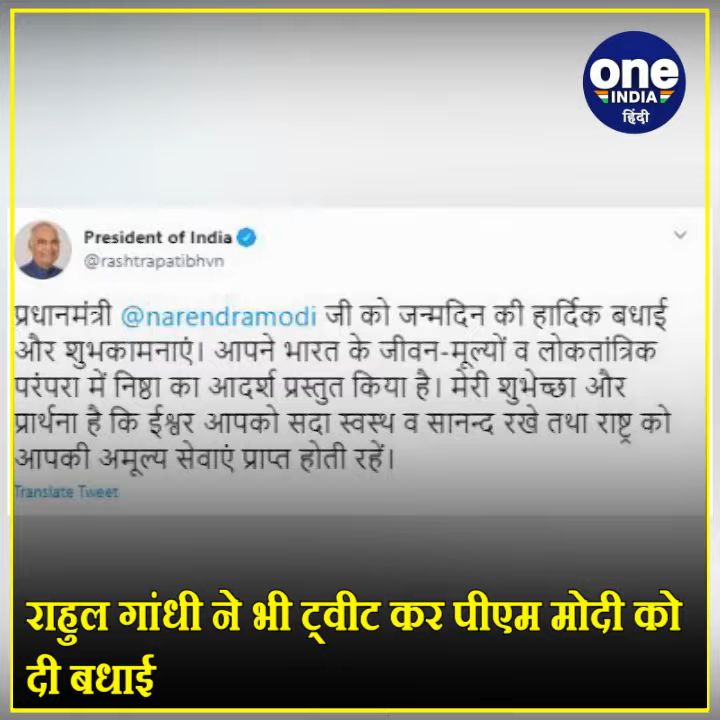 one
INDIA
हिंदी
President of India
@rashtrapatibhvn
प्रधानमंत्री @narendramodi जी को जन्मदिन की हार्दिक बधाई
और शुभकामनाएं। आपने भारत के जीवन-मूल्यों व लोकतांत्रिक
परंपरा में निष्ठा का आदर्श प्रस्तुत किया है। मेरी शुभेच्छा और
प्रार्थना है कि ईश्वर आपको सदा स्वस्थ व सानन्द रखे तथा राष्ट्र को
आपकी अमूल्य सेवाएं प्राप्त होती रहें।
Translate Tweet
राहुल गांधी ने भी ट्वीट कर पीएम मोदी को
दी बधाई